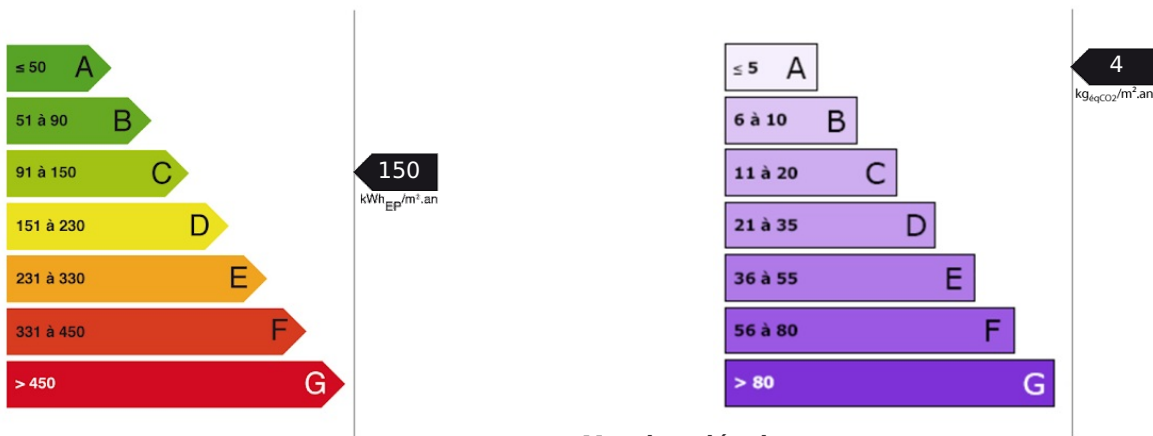 ≤ 50 A
51 à 90 B
91 à 150 C
150
kWhEP/m².an
151 à 230 D
231 à 330 E
331 à 450 F
> 450 G
≤ 5 A
4
kgéqCO2/m².an
6 à 10 B
11 à 20 C
21 à 35 D
36 à 55 E
56 à 80 F
> 80 G